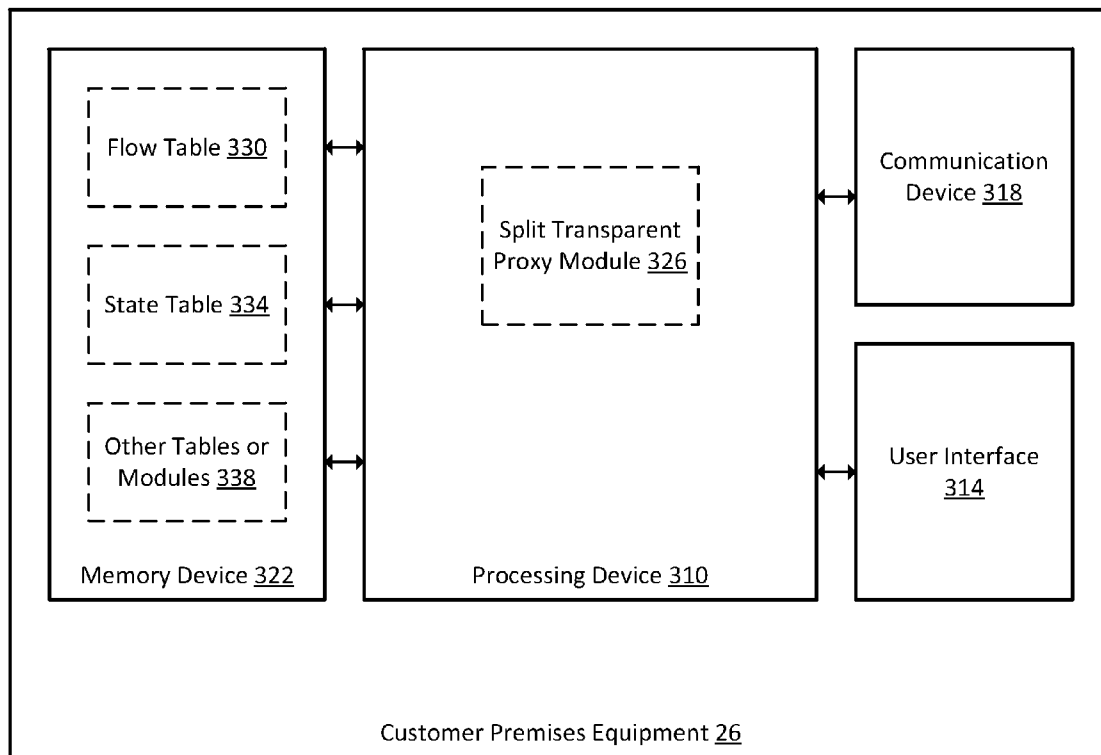 Flow Table 330
State Table 334
Other Tables or
Modules 338
Memory Device 322
Split Transparent
Proxy Module 326
Processing Device 310
Communication
Device 318
User Interface
314
Customer Premises Equipment 26